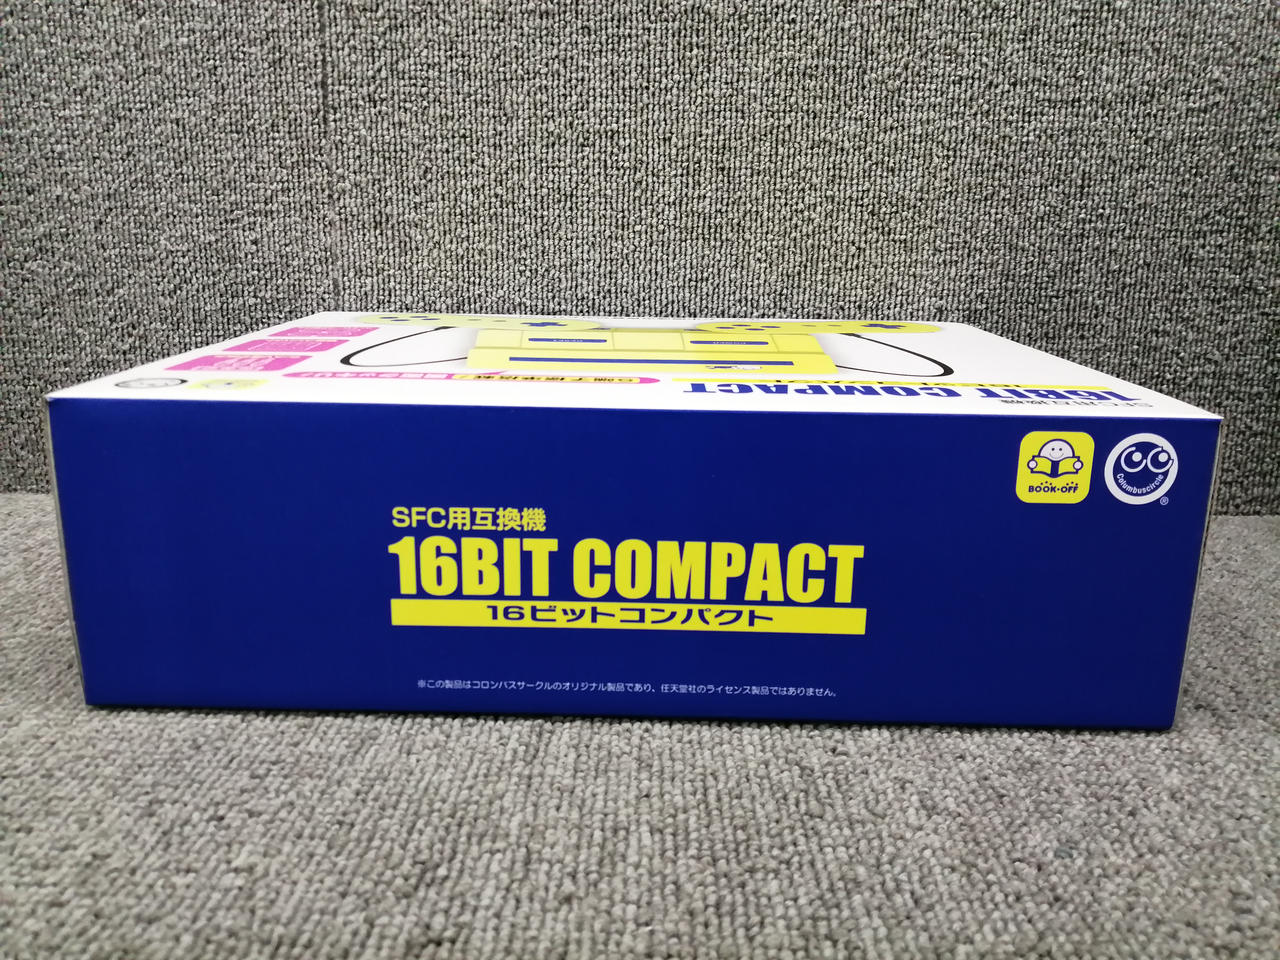 16BIT COMPACT
BOOK・OFF
Columbuscircle
®
SFC用互換機
16BIT COMPACT
16ビットコンパクト
※この製品はコロンバスサークルのオリジナル製品であり、任天堂社のライセンス製品ではありません。